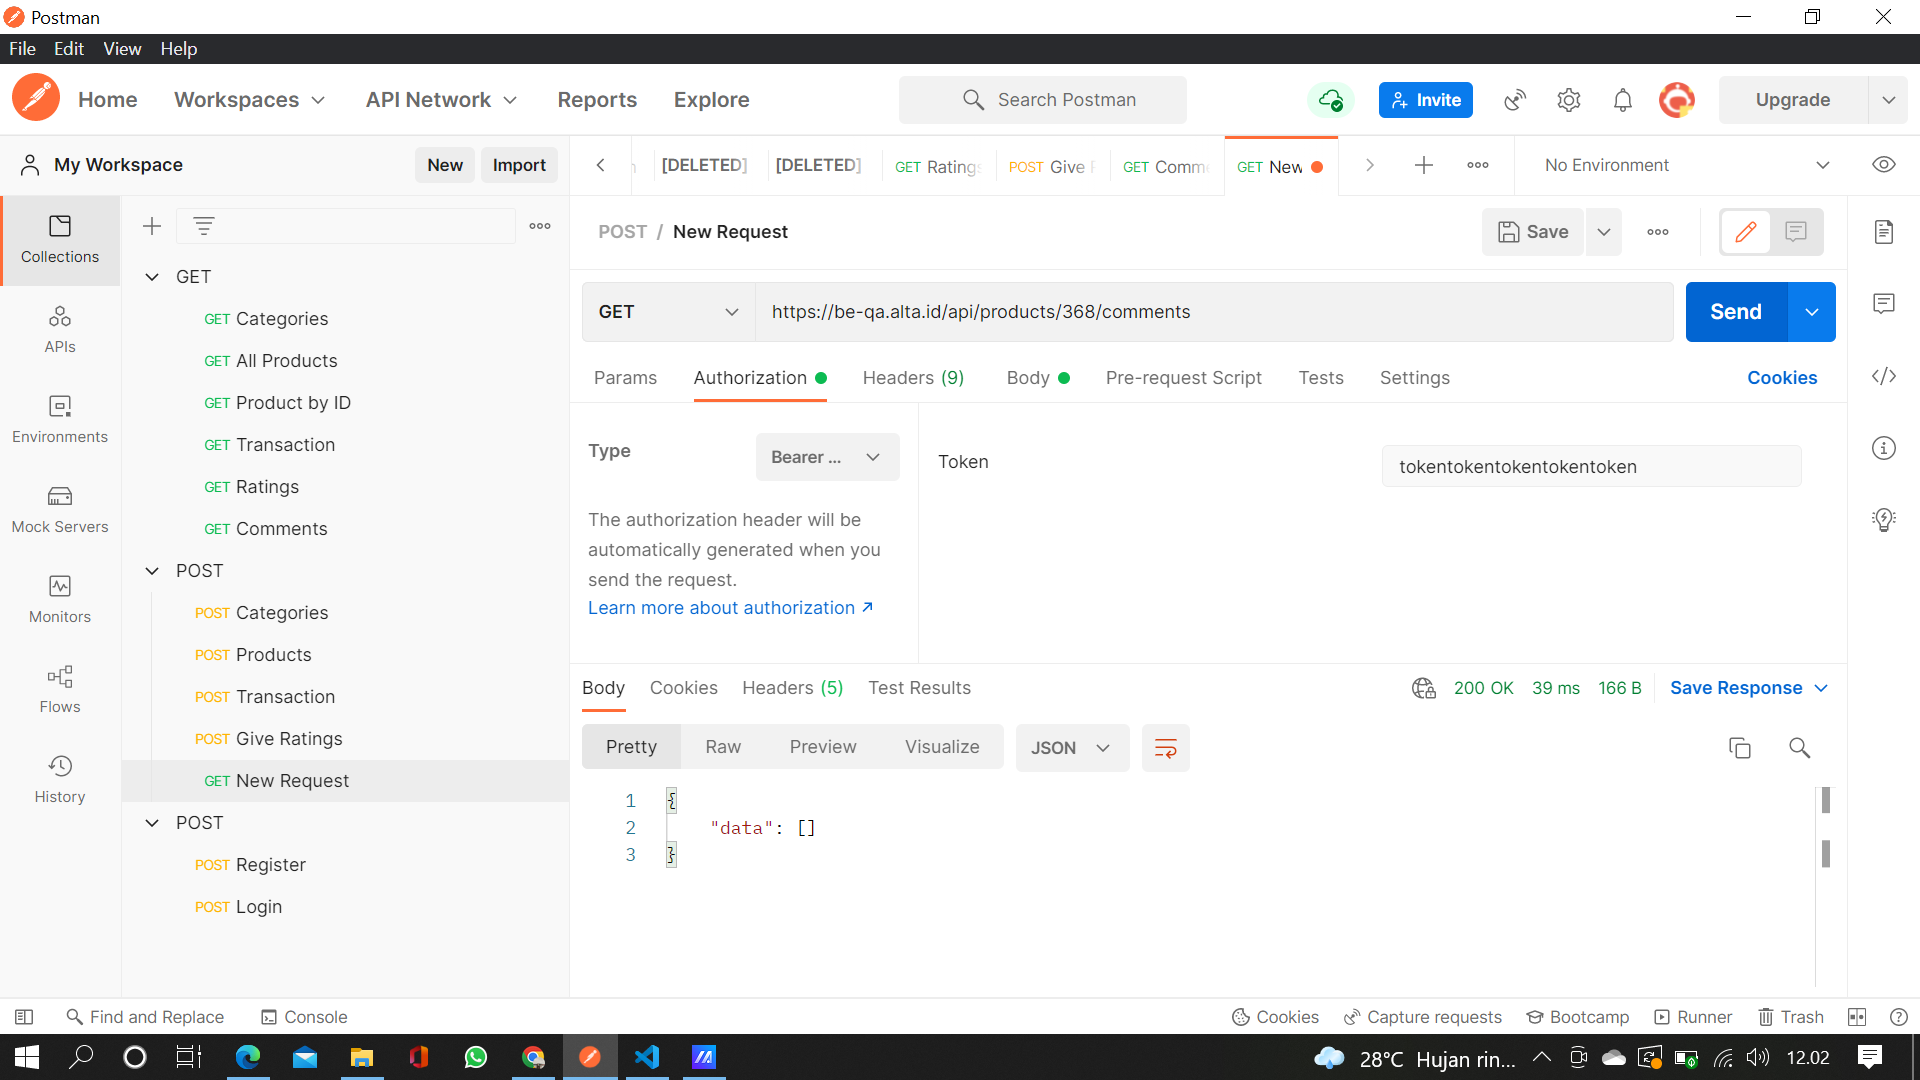 Postman
File Edit View Help
Home Workspaces API Network Reports Explore Search Postman Invite Upgrade
My Workspace New Import [DELETED] [DELETED] GET Ratings POST Give GET Comme GET New No Environment
POST / New Request Save
Collections
GET
GET Categories
GET All Products
GET Product by ID
GET Transaction
GET Ratings
GET Comments
POST
POST Categories
POST Products
POST Transaction
POST Give Ratings
GET New Request
POST
POST Register
POST Login
APIs
Environments
Mock Servers
Monitors
Flows
History
GET https://be-qa.alta.id/api/products/368/comments Send
Params Authorization Headers (9) Body Pre-request Script Tests Settings Cookies
Type Bearer ...
The authorization header will be
automatically generated when you
send the request.
Learn more about authorization ↗
Token tokentokentokentokentoken
Body Cookies Headers (5) Test Results 200 OK 39 ms 166 B Save Response
Pretty Raw Preview Visualize JSON
1 {
2 "data": []
3 }
Find and Replace Console Cookies Capture requests Bootcamp Runner Trash
28°C Hujan rin... 12.02